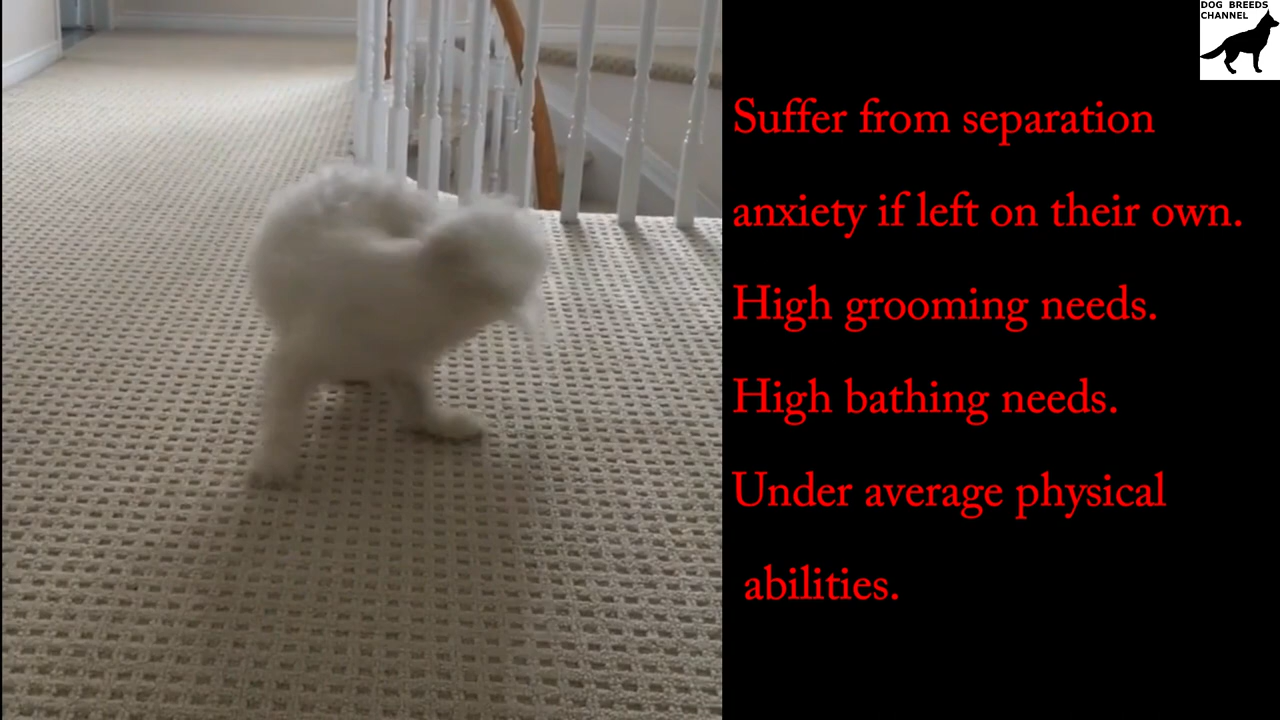 DOG BREEDS
CHANNEL
Suffer from separation
anxiety if left on their own.
High grooming needs.
High bathing needs.
Under average physical
abilities.